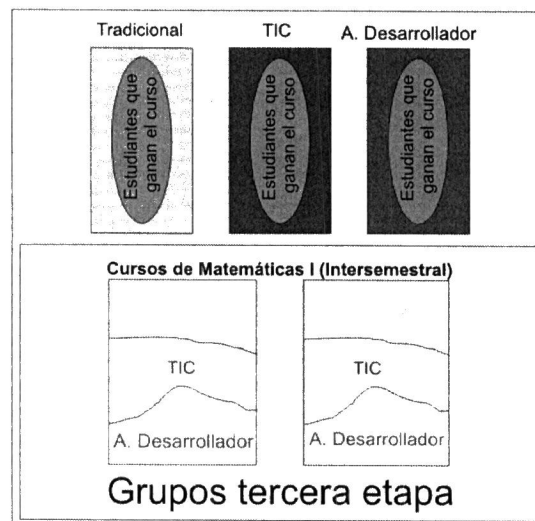 Tradicional
TIC
A. Desarrollador
Estudiantes que
ganan el curso
Estudiantes que
ganan el curso
Estudiantes que
ganan el curso
Cursos de Matemáticas I (Intersemestral)
TIC
A. Desarrollador
TIC
A. Desarrollador
Grupos tercera etapa